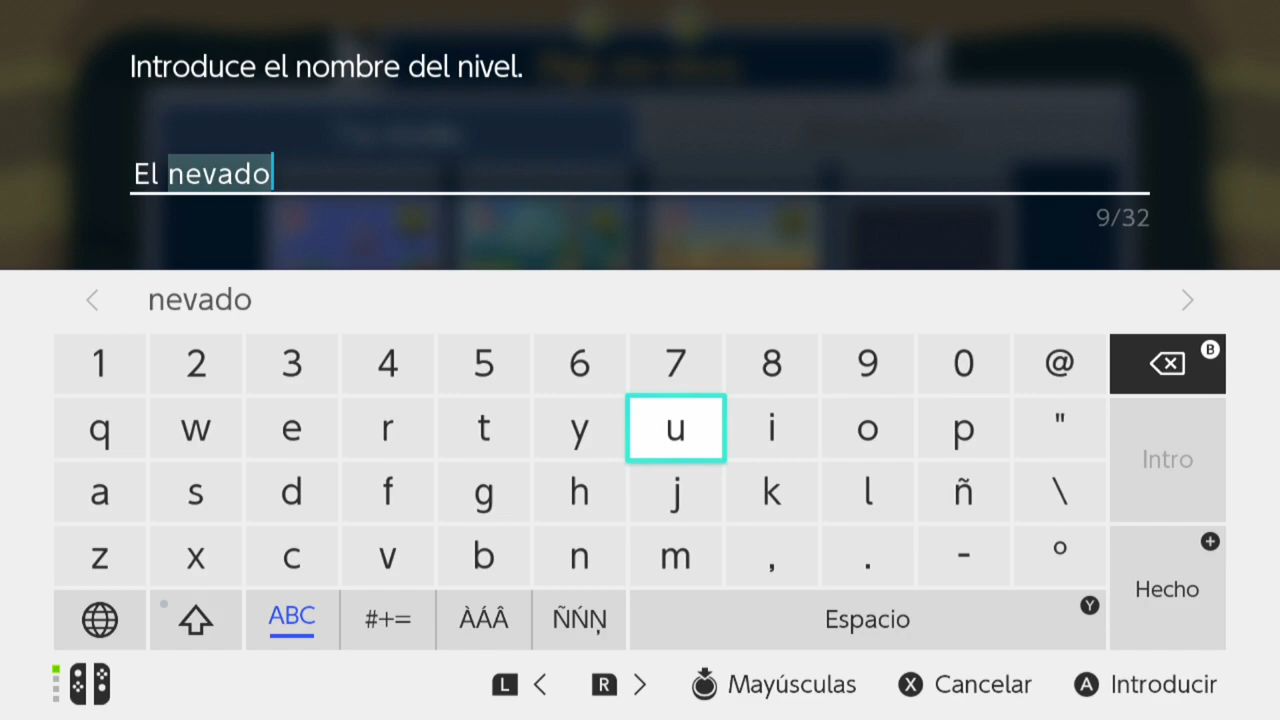 Introduce el nombre del nivel.
El nevado
9/32
nevado
1 2 3 4 5 6 7 8 9 0 @ B
q w e r t y u i o p "
Intro
a s d f g h j k l ñ \
z x c v b n m , . - º
Hecho
ABC #+= ÀÁÂ ÑŃŅ Espacio Y
L R Mayúsculas X Cancelar A Introducir